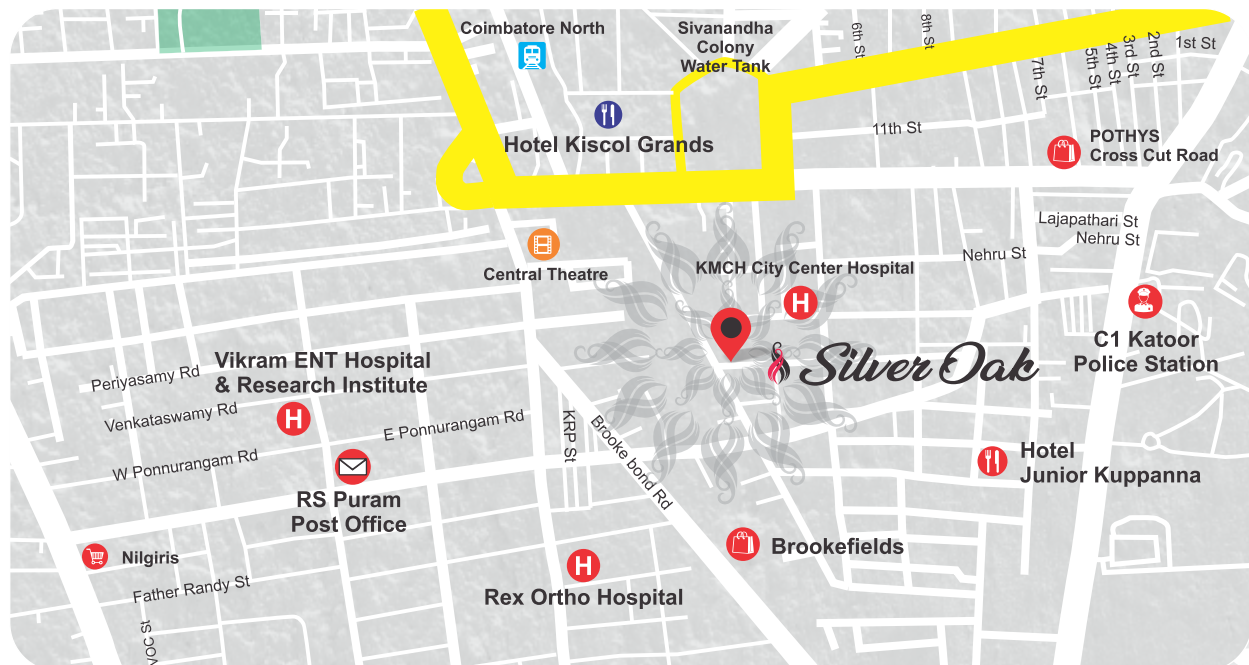 Coimbatore North
Sivanandha
Colony
Water Tank
6th St
8th St
7th St
5th St
4th St
3rd St
2nd St
1st St
11th St
Hotel Kiscol Grands
POTHYS
Cross Cut Road
Lajapathari St
Nehru St
Nehru St
Central Theatre
KMCH City Center Hospital
H
Silver Oak
C1 Katoor
Police Station
Vikram ENT Hospital
& Research Institute
H
Periyasamy Rd
Venkataswamy Rd
W Ponnurangam Rd
E Ponnurangam Rd
KRP St
Brooke bond Rd
RS Puram
Post Office
Hotel
Junior Kuppanna
Nilgiris
Father Randy St
VOC St
H
Rex Ortho Hospital
Brookefields